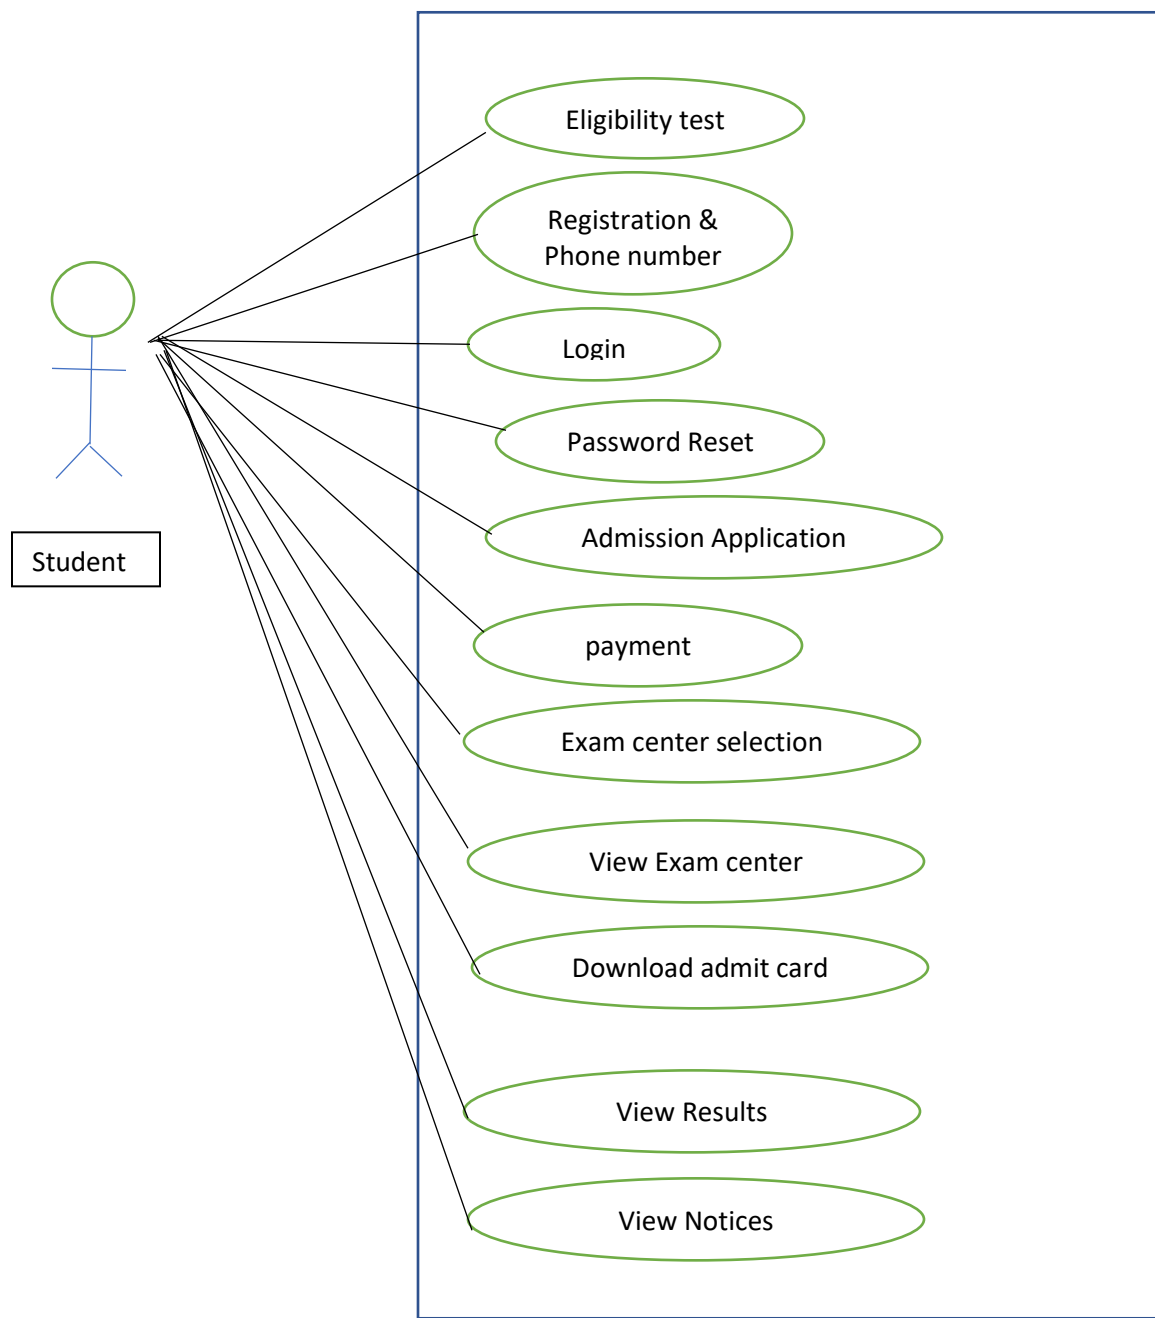 Eligibility test
Registration &
Phone number
Login
Password Reset
Student
Admission Application
payment
Exam center selection
View Exam center
Download admit card
View Results
View Notices